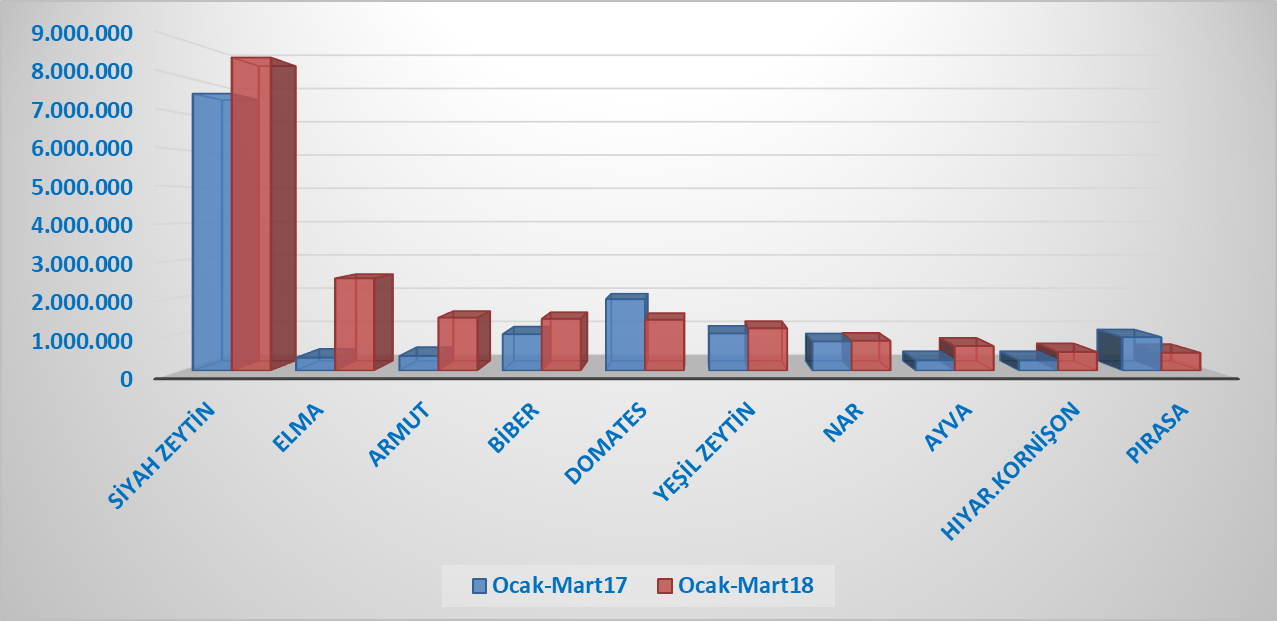 9.000.000
8.000.000
7.000.000
6.000.000
5.000.000
4.000.000
3.000.000
2.000.000
1.000.000
0
SİYAH ZEYTİN
ELMA
ARMUT
BİBER
DOMATES
YEŞİL ZEYTİN
NAR
AYVA
HIYAR.KORNİŞON
PIRASA
Ocak-Mart17 Ocak-Mart18